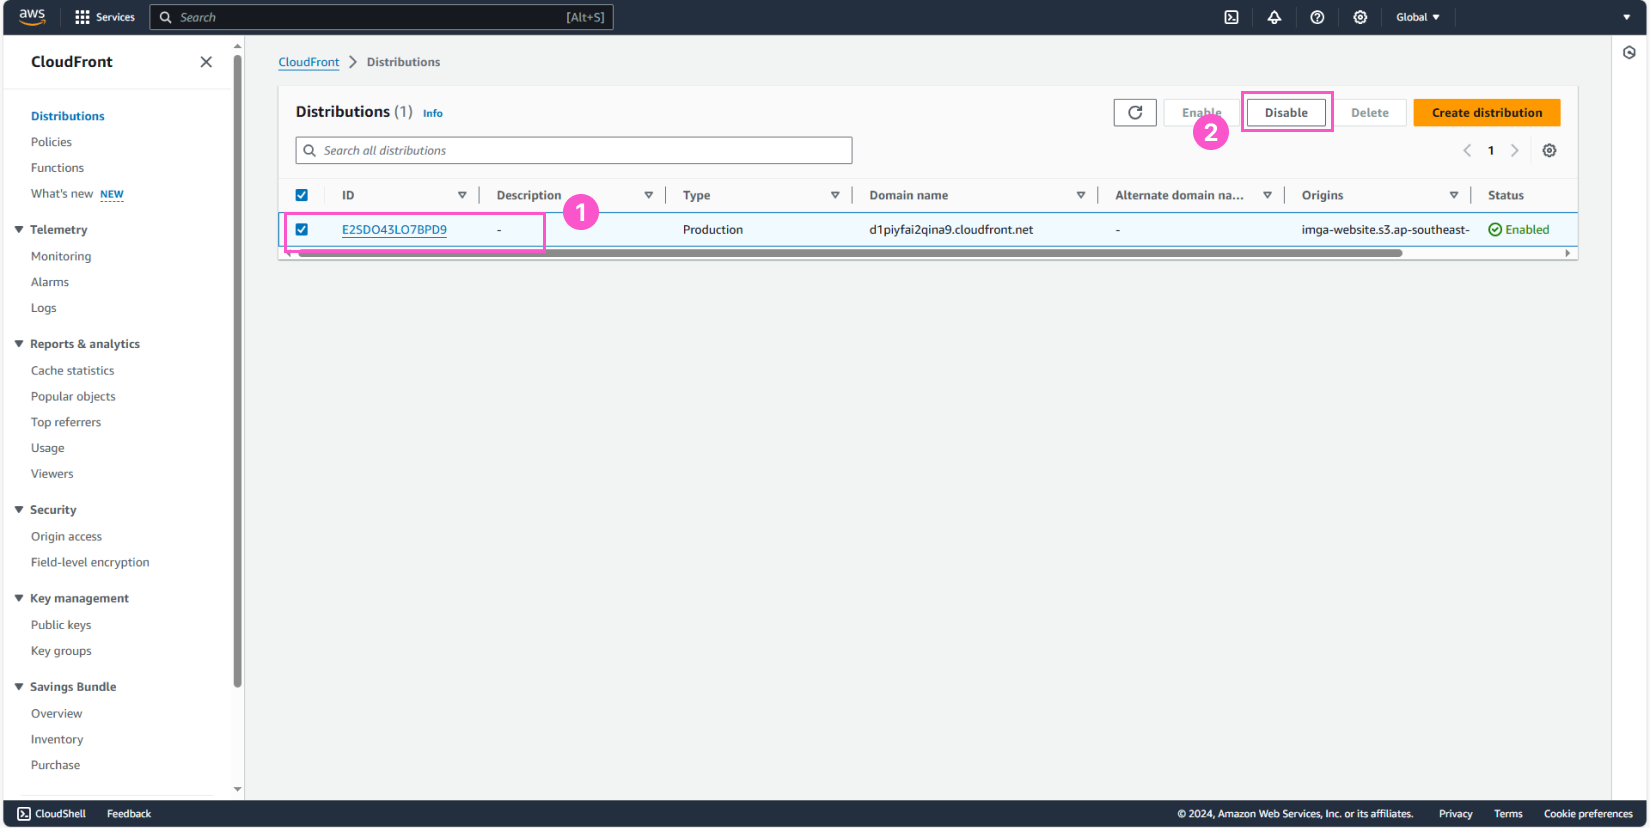 aws Services Search [Alt+S] Global
CloudFront
Distributions
Policies
Functions
What's new NEW
Telemetry
Monitoring
Alarms
Logs
Reports & analytics
Cache statistics
Popular objects
Top referrers
Usage
Viewers
Security
Origin access
Field-level encryption
Key management
Public keys
Key groups
Savings Bundle
Overview
Inventory
Purchase
CloudFront Distributions
Distributions (1) Info Enable Disable Delete Create distribution
2
Search all distributions 1
ID Description Type Domain name Alternate domain na... Origins Status
1
E2SDO43LO7BPD9 - Production d1piyfai2qina9.cloudfront.net - imga-website.s3.ap-southeast- Enabled
CloudShell Feedback © 2024, Amazon Web Services, Inc. or its affiliates. Privacy Terms Cookie preferences